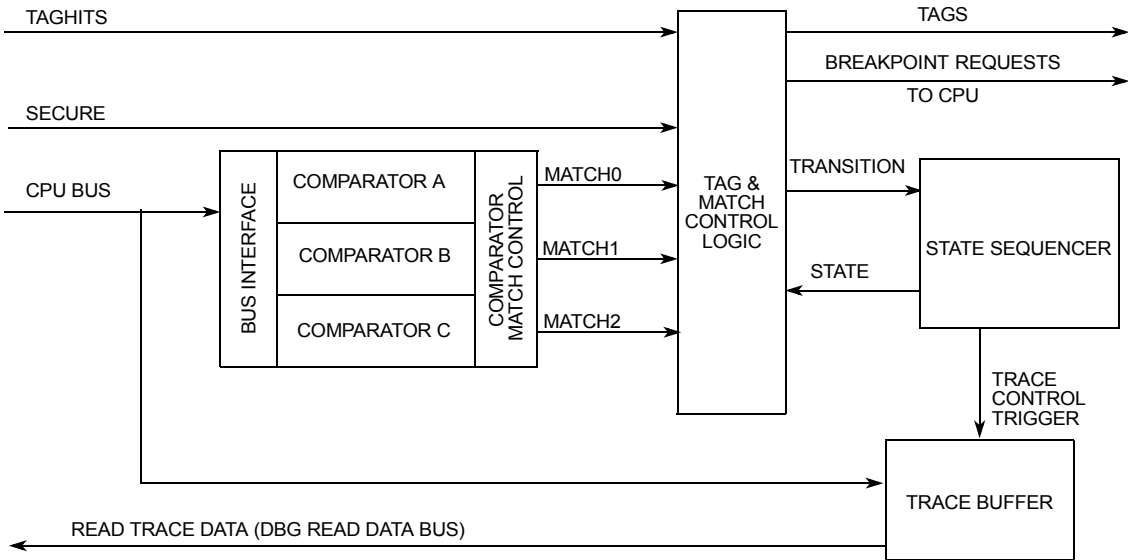 TAGHITS
TAGS
BREAKPOINT REQUESTS
TO CPU
SECURE
CPU BUS
BUS INTERFACE
COMPARATOR A
COMPARATOR B
COMPARATOR C
COMPARATOR
MATCH CONTROL
MATCH0
MATCH1
MATCH2
TAG &
MATCH
CONTROL
LOGIC
TRANSITION
STATE
STATE SEQUENCER
TRACE
CONTROL
TRIGGER
TRACE BUFFER
READ TRACE DATA (DBG READ DATA BUS)